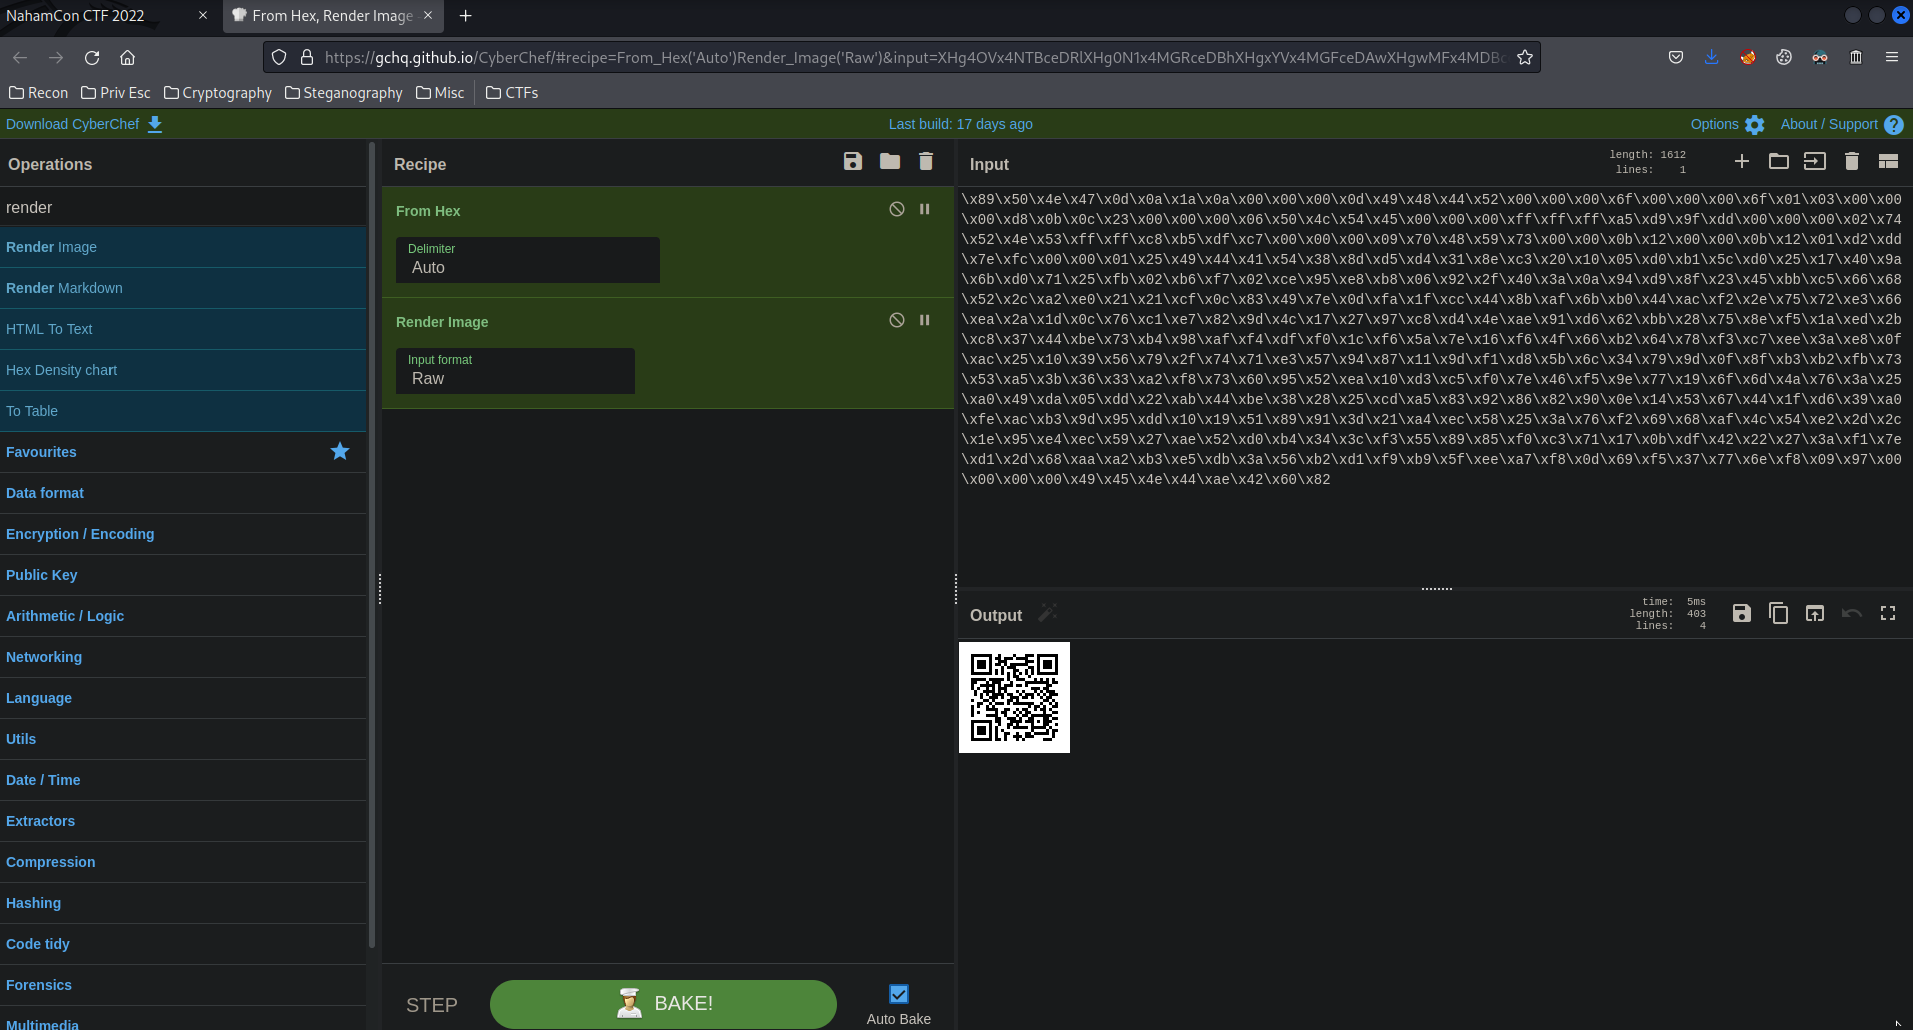 NahamCon CTF 2022
From Hex, Render Image
https://gchq.github.io/CyberChef/#recipe=From_Hex('Auto')Render_Image('Raw')&input=XHg4OVx4NTBceDRlXHg0N1x4MGRceDBhXHgxYVx4MGFceDAwXHgwMFx4MDBc
Recon
Priv Esc
Cryptography
Steganography
Misc
CTFs
Download CyberChef
Last build: 17 days ago
Options
About / Support
Operations
render
Render Image
Render Markdown
HTML To Text
Hex Density chart
To Table
Favourites
Data format
Encryption / Encoding
Public Key
Arithmetic / Logic
Networking
Language
Utils
Date / Time
Extractors
Compression
Hashing
Code tidy
Forensics
Multimedia
Recipe
From Hex
Delimiter
Auto
Render Image
Input format
Raw
STEP
BAKE!
Auto Bake
Input
length: 1612
lines: 1
\x89\x50\x4e\x47\x0d\x0a\x1a\x0a\x00\x00\x00\x0d\x49\x48\x44\x52\x00\x00\x00\x6f\x00\x00\x00\x6f\x01\x03\x00\x00
\x00\xd8\x0b\x0c\x23\x00\x00\x00\x06\x50\x4c\x54\x45\x00\x00\x00\xff\xff\xff\xa5\xd9\x9f\xdd\x00\x00\x00\x02\x74
\x52\x4e\x53\xff\xff\xc8\xb5\xdf\xc7\x00\x00\x00\x09\x70\x48\x59\x73\x00\x00\x0b\x12\x00\x00\x0b\x12\x01\xd2\xdd
\x7e\xfc\x00\x00\x01\x25\x49\x44\x41\x54\x38\x8d\xd5\xd4\x31\x8e\xc3\x20\x10\x05\xd0\xb1\x5c\xd0\x25\x17\x40\x9a
\x6b\xd0\x71\x25\xfb\x02\xb6\xf7\x02\xce\x95\xe8\xb8\x06\x92\x2f\x40\x3a\x0a\x94\xd9\x8f\x23\x45\xbb\xc5\x66\x68
\x52\x2c\xa2\xe0\x21\x21\xcf\x0c\x83\x49\x7e\x0d\xfa\x1f\xcc\x44\x8b\xaf\x6b\xb0\x44\xac\xf2\x2e\x75\x72\xe3\x66
\xea\x2a\x1d\x0c\x76\xc1\xe7\x82\x9d\x4c\x17\x27\x97\xc8\xd4\x4e\xae\x91\xd6\x62\xbb\x28\x75\x8e\xf5\x1a\xed\x2b
\xc8\x37\x44\xbe\x73\xb4\x98\xaf\xf4\xdf\xf0\x1c\xf6\x5a\x7e\x16\xf6\x4f\x66\xb2\x64\x78\xf3\xc7\xee\x3a\xe8\x0f
\xac\x25\x10\x39\x56\x79\x2f\x74\x71\xe3\x57\x94\x87\x11\x9d\xf1\xd8\x5b\x6c\x34\x79\x9d\x0f\x8f\xb3\xb2\xfb\x73
\x53\xa5\x3b\x36\x33\xa2\xf8\x73\x60\x95\x52\xea\x10\xd3\xc5\xf0\x7e\x46\xf5\x9e\x77\x19\x6f\x6d\x4a\x76\x3a\x25
\xa0\x49\xda\x05\xdd\x22\xab\x44\xbe\x38\x28\x25\xcd\xa5\x83\x92\x86\x82\x90\x0e\x14\x53\x67\x44\x1f\xd6\x39\xa0
\xfe\xac\xb3\x9d\x95\xdd\x10\x19\x51\x89\x91\x3d\x21\xa4\xec\x58\x25\x3a\x76\xf2\x69\x68\xaf\x4c\x54\xe2\x2d\x2c
\x1e\x95\xe4\xec\x59\x27\xae\x52\xd0\xb4\x34\x3c\xf3\x55\x89\x85\xf0\xc3\x71\x17\x0b\xdf\x42\x22\x27\x3a\xf1\x7e
\xd1\x2d\x68\xaa\xa2\xb3\xe5\xdb\x3a\x56\xb2\xd1\xf9\xb9\x5f\xee\xa7\xf8\x0d\x69\xf5\x37\x77\x6e\xf8\x09\x97\x00
\x00\x00\x00\x49\x45\x4e\x44\xae\x42\x60\x82
Output
time: 5ms
length: 403
lines: 4